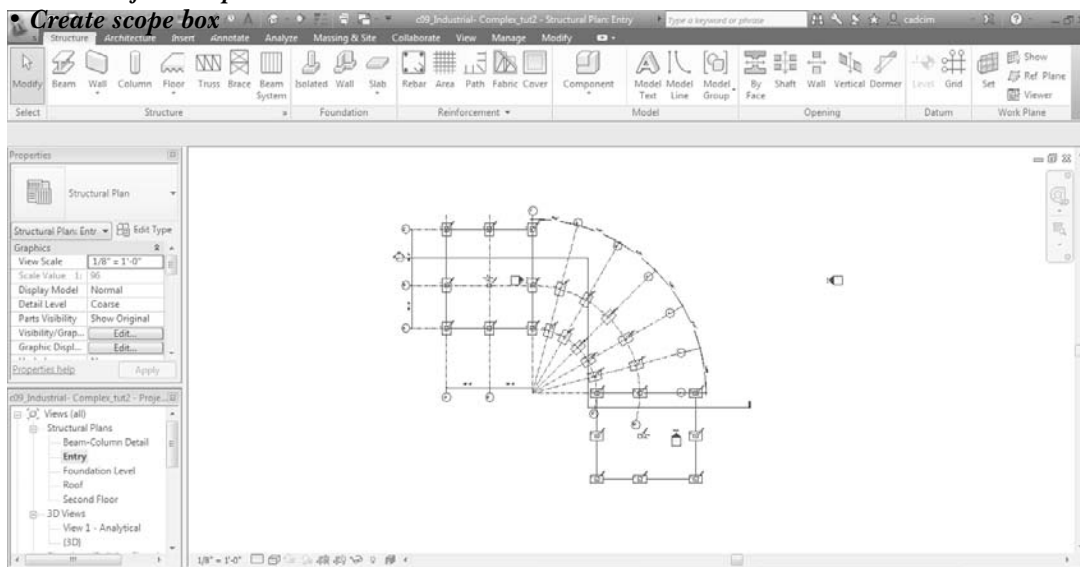 • Create scope box
c09_Industrial- Complex_tut2 - Structural Plan: Entry
Type a keyword or phrase
cadcim
Structure Architecture Insert Annotate Analyze Massing & Site Collaborate View Manage Modify
Modify Beam Wall Column Floor Truss Brace Beam System Isolated Wall Slab Rebar Area Path Fabric Cover Component Model Text Model Line Model Group By Face Shaft Wall Vertical Dormer Level Grid Set Show
Ref Plane
Viewer
Select Structure Foundation Reinforcement Model Opening Datum Work Plane
Properties
Structural Plan
Structural Plan: Entr Edit Type
Graphics
View Scale 1/8" = 1'-0"
Scale Value 1: 96
Display Model Normal
Detail Level Coarse
Parts Visibility Show Original
Visibility/Grap... Edit...
Graphic Displ... Edit...
Properties help Apply
c09_Industrial- Complex_tut2 - Proje...
Views (all)
Structural Plans
Beam-Column Detail
Entry
Foundation Level
Roof
Second Floor
3D Views
View 1 - Analytical
{3D}
1/8" = 1'-0"